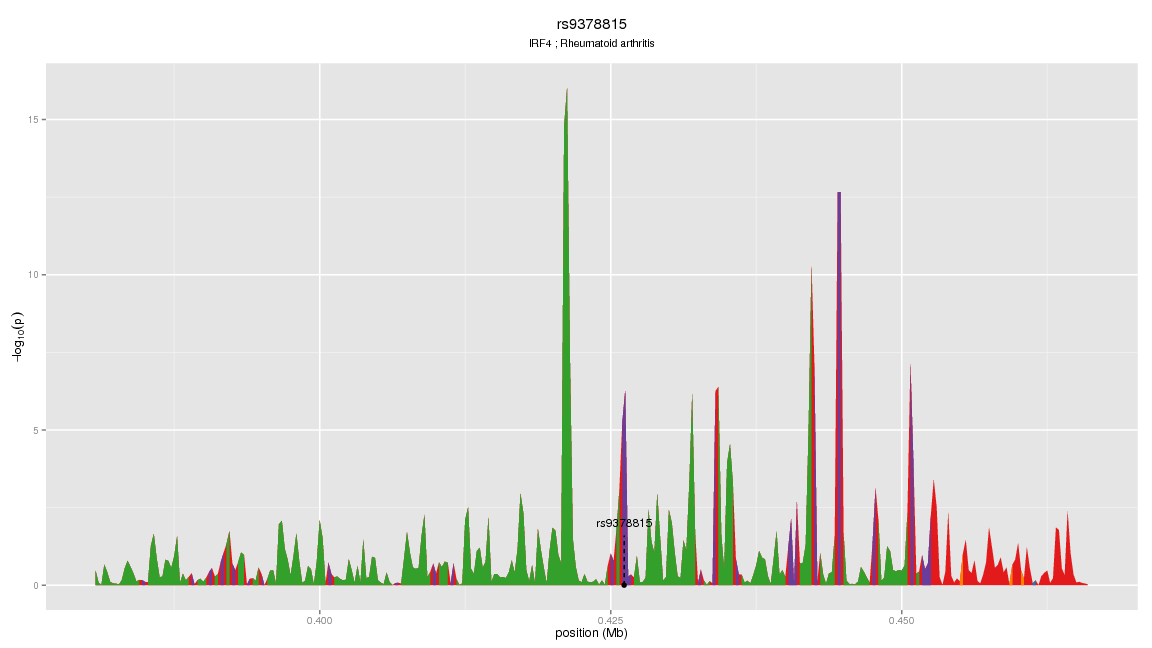 rs9378815
IRF4 ; Rheumatoid arthritis
−log10(p)
15
10
5
0
rs9378815
0.400
0.425
0.450
position (Mb)